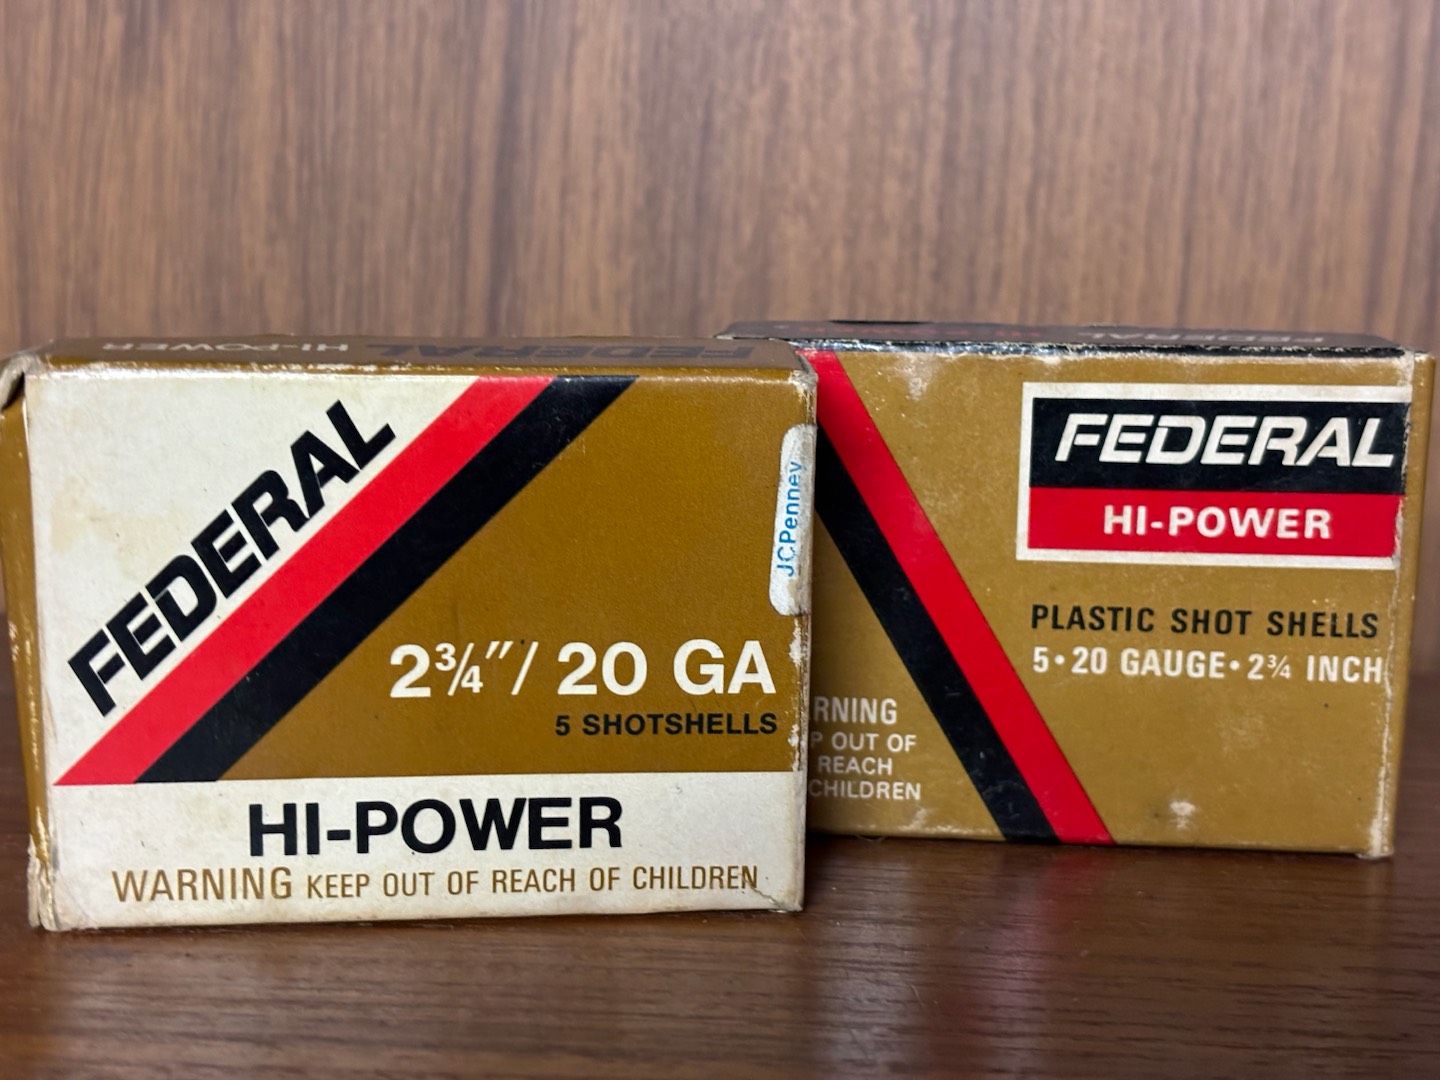 FEDERAL HI-POWER
FEDERAL
JCPenney
2¾"/ 20 GA
5 SHOTSHELLS
HI-POWER
WARNING KEEP OUT OF REACH OF CHILDREN
FEDERAL
FEDERAL
HI-POWER
PLASTIC SHOT SHELLS
5•20 GAUGE•2¾ INCH
OUT OF
REACH
CHILDREN